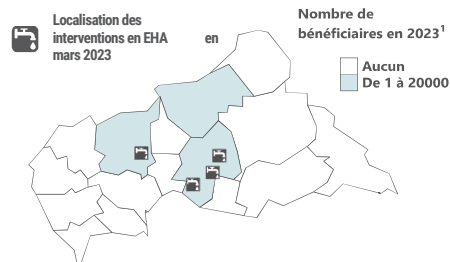 Localisation des
interventions en EHA en
mars 2023
Nombre de
bénéficiaires en 2023¹
Aucun
De 1 à 20000